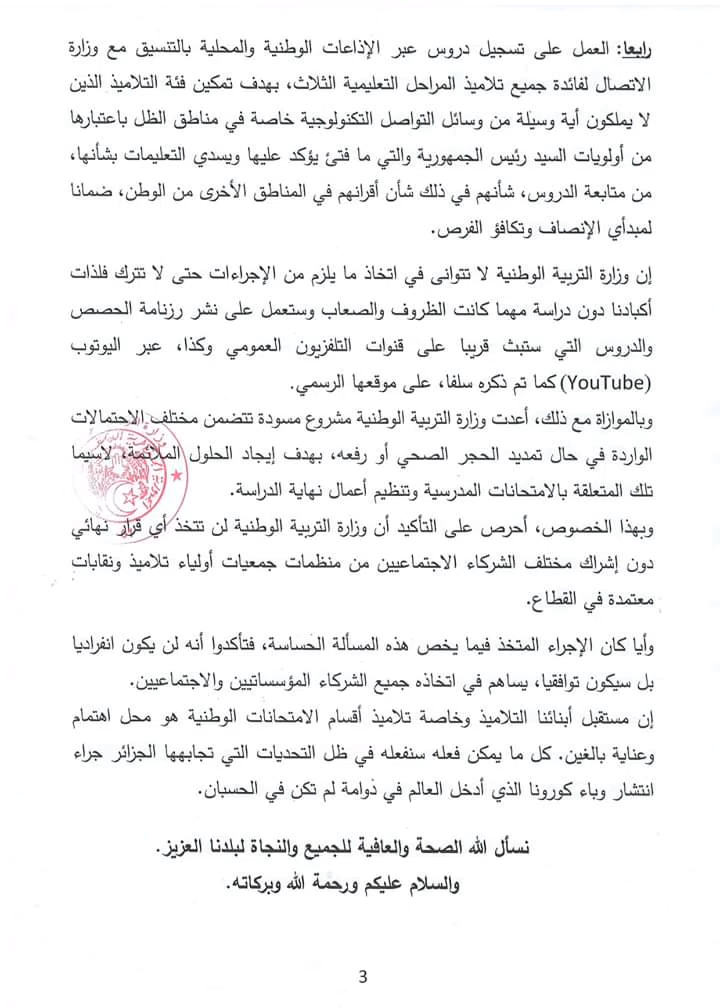 رابعا: العمل على تسجيل دروس عبر الإذاعات الوطنية والمحلية بالتنسيق مع وزارة
الاتصال لفائدة جميع تلاميذ المراحل التعليمية الثلاث، بهدف تمكين فئة التلاميذ الذين
لا يملكون أية وسيلة من وسائل التواصل التكنولوجية خاصة في مناطق الظل باعتبارها
من أولويات السيد رئيس الجمهورية والتي ما فتئ يؤكد عليها ويسدي التعليمات بشأنها،
من متابعة الدروس، شأنهم في ذلك شأن أقرانهم في المناطق الأخرى من الوطن، ضمانا
لمبدأي الإنصاف وتكافؤ الفرص.
إن وزارة التربية الوطنية لا تتوانى في اتخاذ ما يلزم من الإجراءات حتى لا تترك فلذات
أكبادنا دون دراسة مهما كانت الظروف والصعاب وستعمل على نشر رزنامة الحصص
والدروس التي ستبث قريبا على قنوات التلفزيون العمومي وكذا، عبر اليوتوب
(YouTube) كما تم ذكره سلفا، على موقعها الرسمي.
وبالموازاة مع ذلك، أعدت وزارة التربية الوطنية مشروع مسودة تتضمن مختلف الاحتمالات
الواردة في حال تمديد الحجر الصحي أو رفعه، بهدف إيجاد الحلول الملائمة، لاسيما
تلك المتعلقة بالامتحانات المدرسية وتنظيم أعمال نهاية الدراسة.
وبهذا الخصوص، أحرص على التأكيد أن وزارة التربية الوطنية لن تتخذ أي قرار نهائي
دون إشراك مختلف الشركاء الاجتماعيين من منظمات جمعيات أولياء تلاميذ ونقابات
معتمدة في القطاع.
وأيا كان الإجراء المتخذ فيما يخص هذه المسألة الحساسة، فتأكدوا أنه لن يكون انفراديا
بل سيكون توافقيا، يساهم في اتخاذه جميع الشركاء المؤسساتيين والاجتماعيين.
إن مستقبل أبنائنا التلاميذ وخاصة تلاميذ أقسام الامتحانات الوطنية هو محل اهتمام
وعناية بالغين. كل ما يمكن فعله سنفعله في ظل التحديات التي تجابهها الجزائر جراء
انتشار وباء كورونا الذي أدخل العالم في دوامة لم تكن في الحسبان.
نسأل الله الصحة والعافية للجميع والنجاة لبلدنا العزيز.
والسلام عليكم ورحمة الله وبركاته.
3